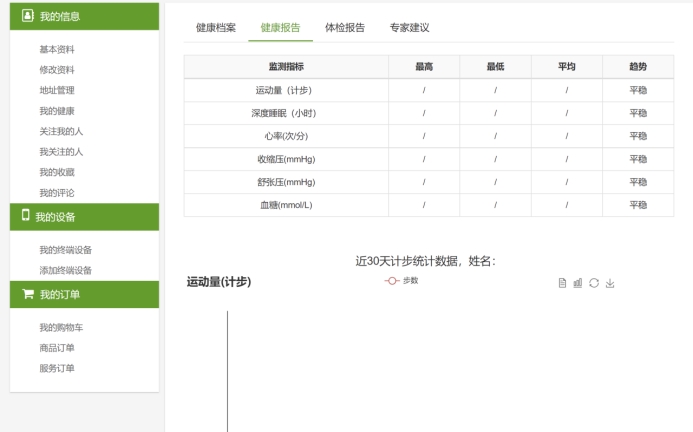 我的信息
基本资料
修改资料
地址管理
我的健康
关注我的人
我关注的人
我的收藏
我的评论
我的设备
我的终端设备
添加终端设备
我的订单
我的购物车
商品订单
服务订单
健康档案 健康报告 体检报告 专家建议
监测指标 最高 最低 平均 趋势
运动量（计步） / / / 平稳
深度睡眠（小时） / / / 平稳
心率(次/分) / / / 平稳
收缩压(mmHg) / / / 平稳
舒张压(mmHg) / / / 平稳
血糖(mmol/L) / / / 平稳
近30天计步统计数据，姓名：
运动量(计步) 步数